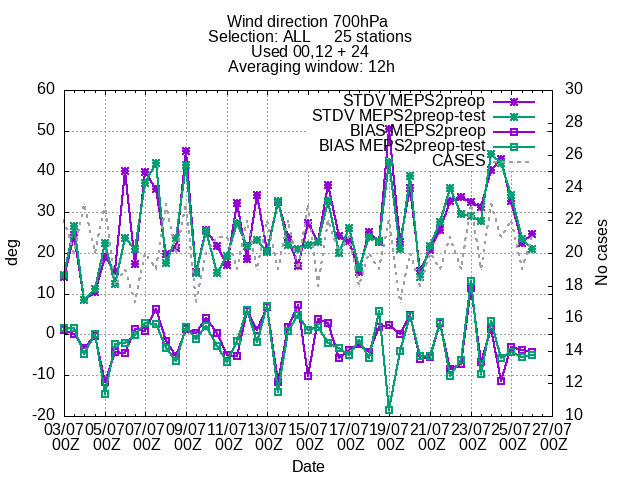 Wind direction 700hPa
Selection: ALL 25 stations
Used 00,12 + 24
Averaging window: 12h
STDV MEPS2preop
STDV MEPS2preop-test
BIAS MEPS2preop
BIAS MEPS2preop-test
CASES
60
50
40
30
20
10
0
-10
-20
deg
30
28
26
24
22
20
18
16
14
12
10
No cases
03/07 05/07 07/07 09/07 11/07 13/07 15/07 17/07 19/07 21/07 23/07 25/07 27/07
00Z 00Z 00Z 00Z 00Z 00Z 00Z 00Z 00Z 00Z 00Z 00Z 00Z
Date